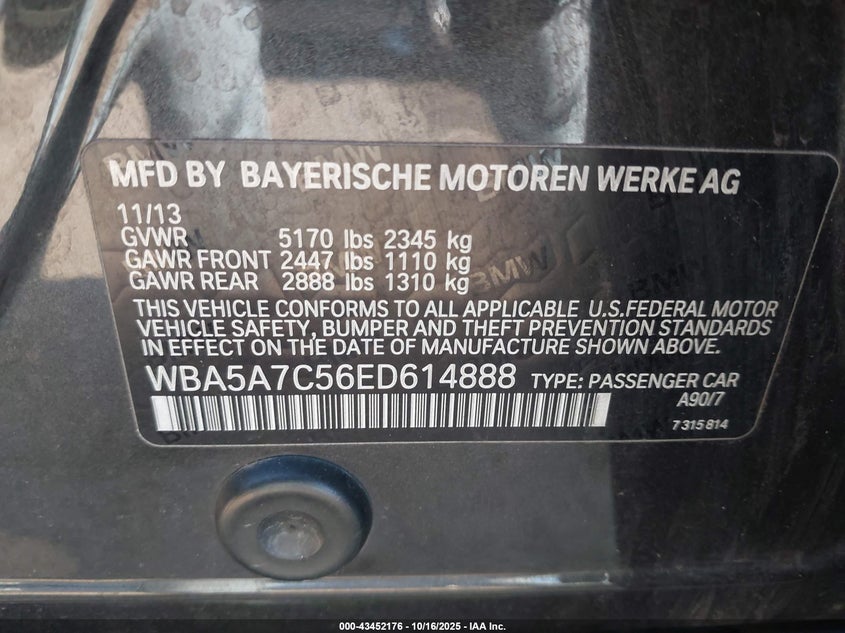 MFD BY BAYERISCHE MOTOREN WERKE AG
11/13
GVWR 5170 lbs 2345 kg
GAWR FRONT 2447 lbs 1110 kg
GAWR REAR 2888 lbs 1310 kg
THIS VEHICLE CONFORMS TO ALL APPLICABLE U.S.FEDERAL MOTOR
VEHICLE SAFETY, BUMPER AND THEFT PREVENTION STANDARDS
IN EFFECT ON THE DATE OF MANUFACTURE SHOWN ABOVE.
WBA5A7C56ED614888 TYPE: PASSENGER CAR
A90/7
7 315 814
000-43452176 - 10/16/2025 - IAA Inc.